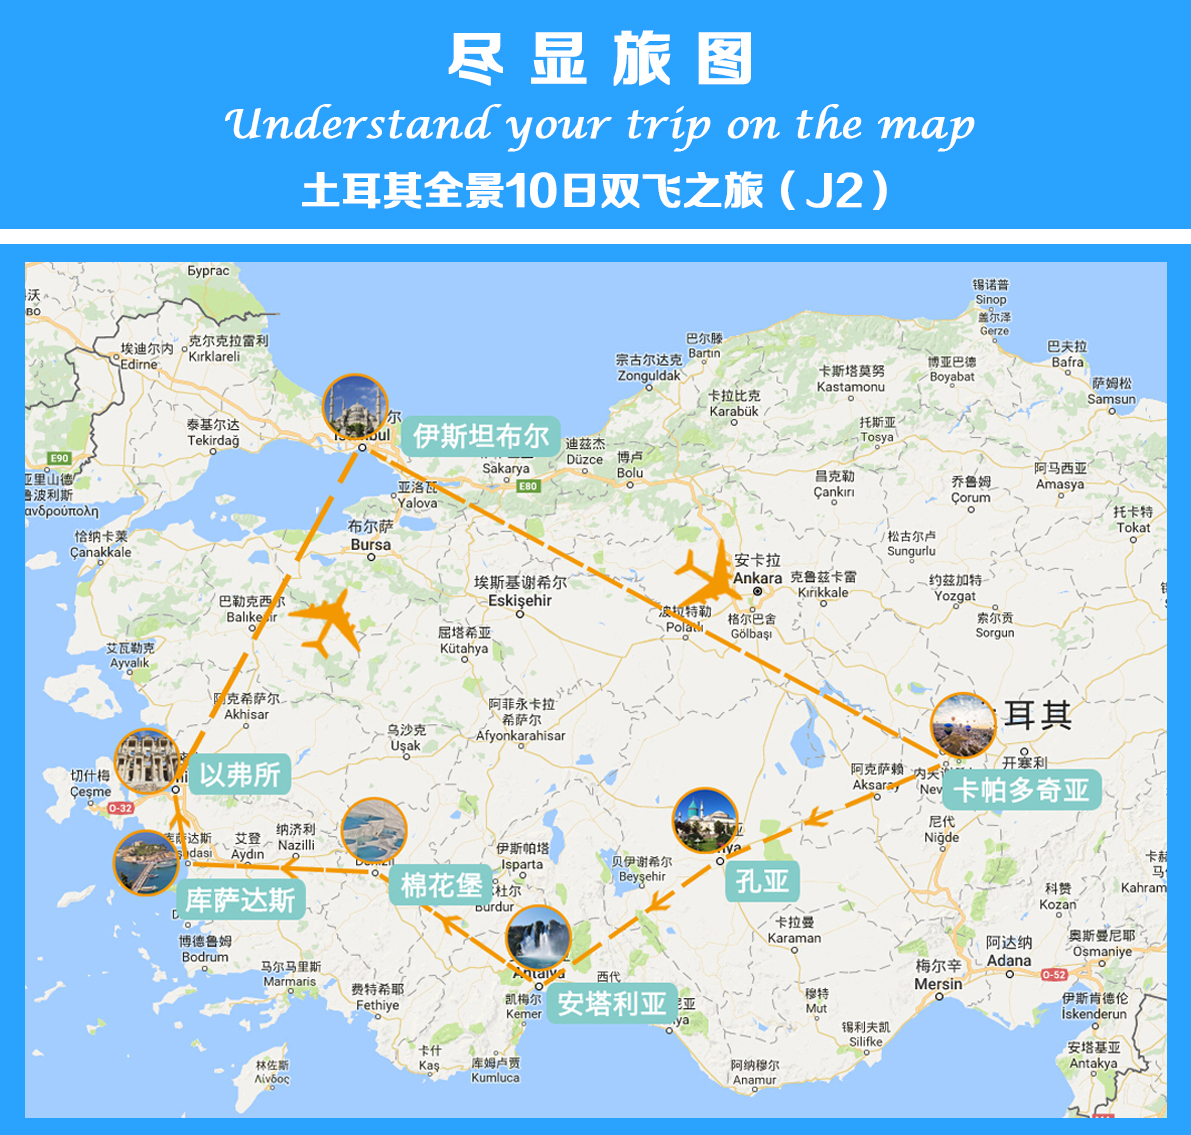 尽显旅图
Understand your trip on the map
土耳其全景10日双飞之旅（J2）
Бургас
锡诺普
Sinop
盖尔泽
Gerze
埃迪尔内
Edirne
克尔克拉雷利
Kırklareli
巴尔滕
Bartın
宗古尔达克
Zonguldak
巴夫拉
Bafra
博亚巴德
Boyabat
卡斯塔莫努
Kastamonu
萨姆松
Samsun
卡拉比克
Karabük
泰基尔达
Tekirdağ
伊斯坦布尔
托斯亚
Tosya
迪兹杰
Düzce
博卢
Bolu
Sakarya
E90
E80
昌克勒
Çankırı
阿马西亚
Amasya
乔鲁姆
Çorum
亚洛瓦
Yalova
托卡特
Tokat
恰纳卡莱
Çanakkale
布尔萨
Bursa
松古尔卢
Sungurlu
安卡拉
Ankara
克鲁兹卡雷
Kırıkkale
约兹加特
Yozgat
埃斯基谢希尔
Eskişehir
巴勒克西尔
Balıkesir
波拉特勒
Polatlı
格尔巴舍
Gölbaşı
索尔贡
Sorgun
屈塔希亚
Kütahya
艾瓦勒克
Ayvalık
阿克希萨尔
Akhisar
阿菲永卡拉
希萨尔
Afyonkarahisar
乌沙克
Uşak
耳其
开塞利
切什梅
Çeşme
以弗所
阿克萨赖
Aksaray
卡帕多奇亚
O-32
尼代
Niğde
库萨达斯
艾登
Aydın
纳济利
Nazilli
伊斯帕塔
Isparta
贝伊谢希尔
Beyşehir
孔亚
棉花堡
Burdur
科赞
Kozan
库萨达斯
卡拉曼
Karaman
博德鲁姆
Bodrum
阿达纳
Adana
奥斯曼尼耶
Osmaniye
马尔马里斯
Marmaris
Antalya
西代
梅尔辛
Mersin
O-52
费特希耶
Fethiye
凯梅尔
Kemer
安塔利亚
穆特
Mut
伊斯肯德伦
İskenderun
锡利夫凯
Silifke
卡什
Kaş
库姆卢贾
Kumluca
林佐斯
Λίνδος
阿纳穆尔
Anamur
安塔基亚
Antakya